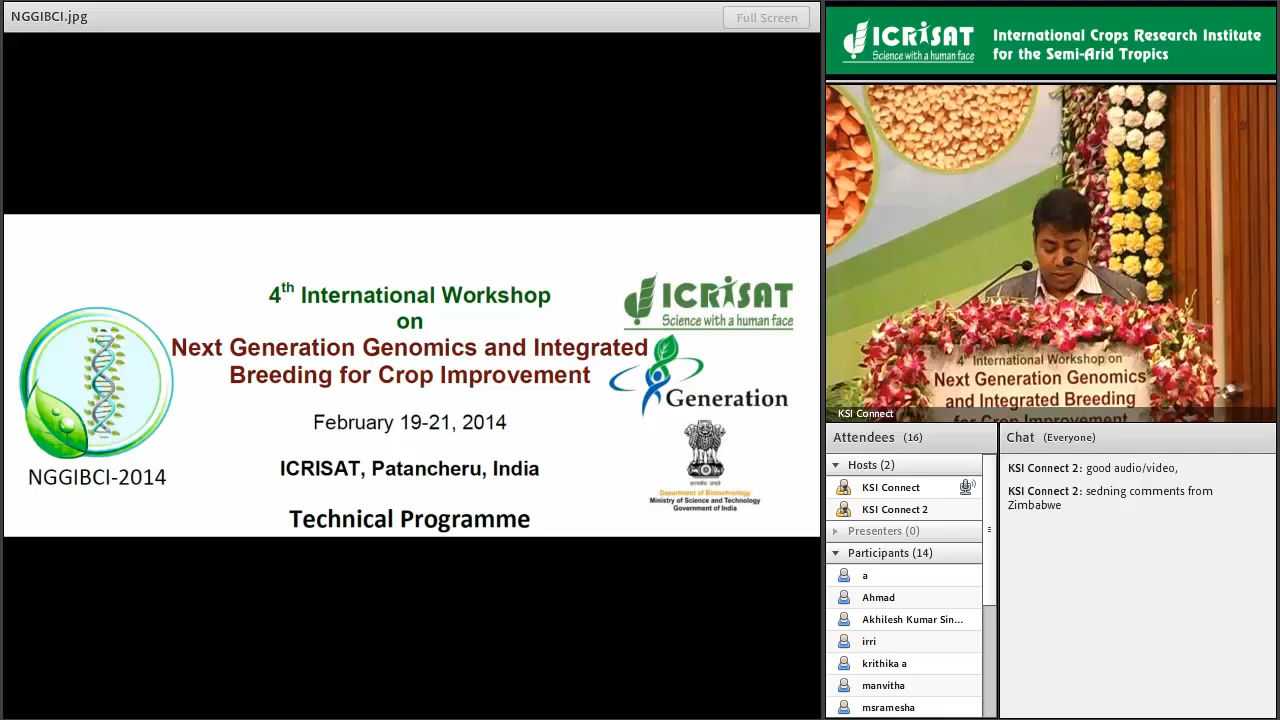 NGGIBCI.jpg
Full Screen
4th International Workshop
on
Next Generation Genomics and Integrated
Breeding for Crop Improvement
February 19-21, 2014
ICRISAT, Patancheru, India
Technical Programme
NGGIBCI-2014
ICRISAT
Science with a human face
Generation
Department of Biotechnology
Ministry of Science and Technology
Government of India
ICRISAT
Science with a human face
International Crops Research Institute
for the Semi-Arid Tropics
4th International Workshop on
Next Generation Genomics
and Integrated Breeding
for Crop Improvement
KSI Connect
Attendees (16)
Hosts (2)
KSI Connect
KSI Connect 2
Presenters (0)
Participants (14)
a
Ahmad
Akhilesh Kumar Sin...
irri
krithika a
manvitha
msramesha
Chat (Everyone)
KSI Connect 2: good audio/video,
KSI Connect 2: sedning comments from
Zimbabwe